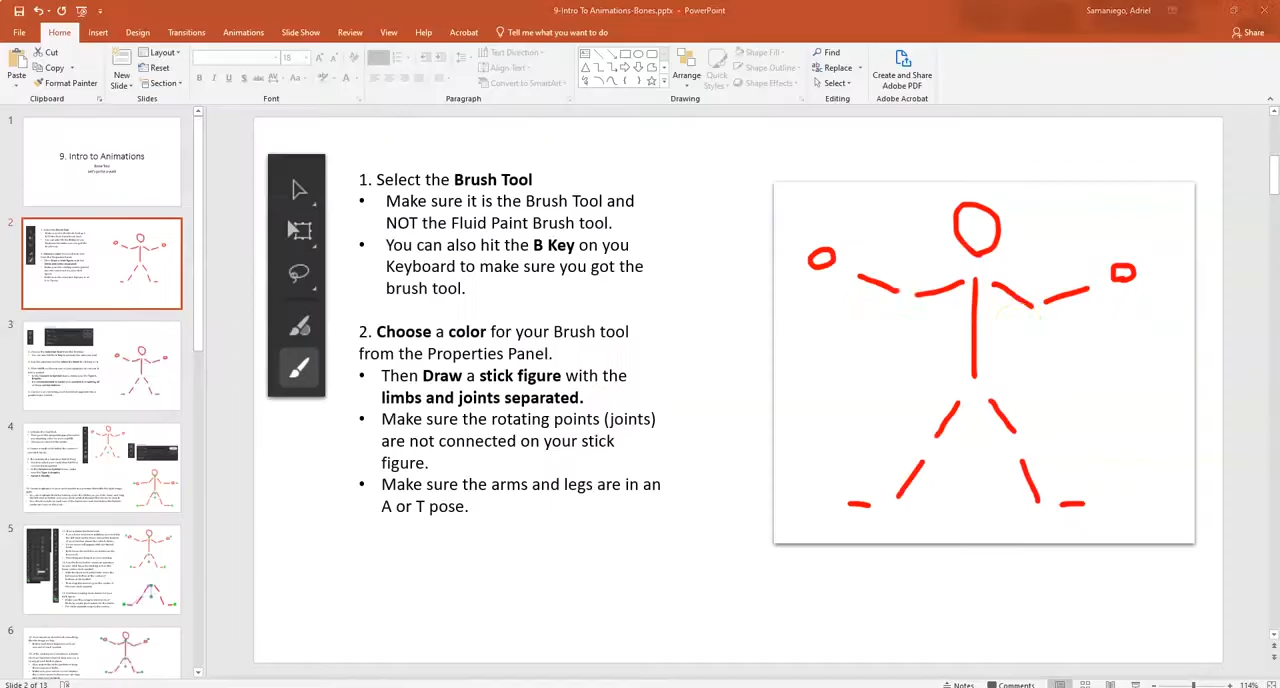 9-Intro To Animations-Bones.pptx - PowerPoint
Samaniego, Adriel
File Home Insert Design Transitions Animations Slide Show Review View Help Acrobat Tell me what you want to do
Share
Paste
Cut
Copy
Format Painter
Clipboard
New Slide
Layout
Reset
Section
Slides
18
Font
Text Direction
Align Text
Convert to SmartArt
Paragraph
Arrange
Quick Styles
Shape Fill
Shape Outline
Shape Effects
Drawing
Find
Replace
Select
Editing
Create and Share Adobe PDF
Adobe Acrobat
1
9. Intro to Animations
2
3
4
5
6
1. Select the Brush Tool
• Make sure it is the Brush Tool and
NOT the Fluid Paint Brush tool.
• You can also hit the B Key on you
Keyboard to make sure you got the
brush tool.
2. Choose a color for your Brush tool
from the Properties Panel.
• Then Draw a stick figure with the
limbs and joints separated.
• Make sure the rotating points (joints)
are not connected on your stick
figure.
• Make sure the arms and legs are in an
A or T pose.
Slide 2 of 13
Notes
Comments
114%